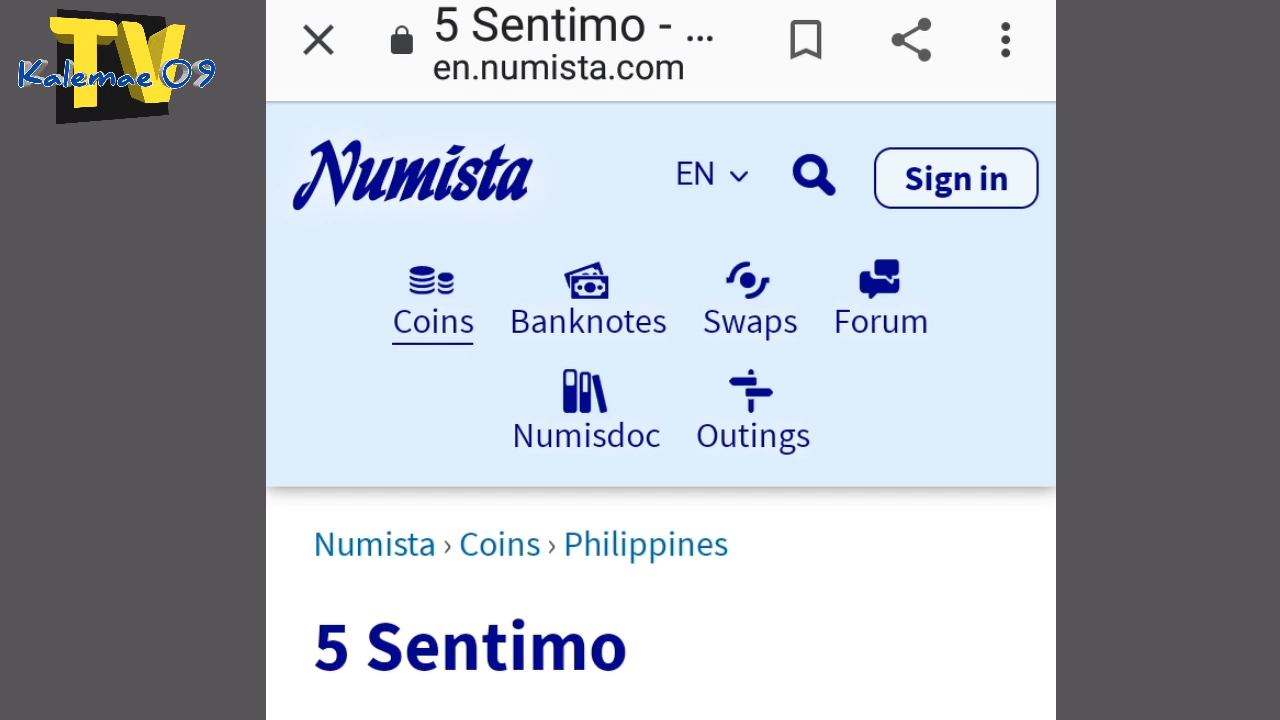 TV
Kalemae 09
5 Sentimo - ...
en.numista.com
Numista
EN
Sign in
Coins
Banknotes
Swaps
Forum
Numisdoc
Outings
Numista › Coins › Philippines
5 Sentimo